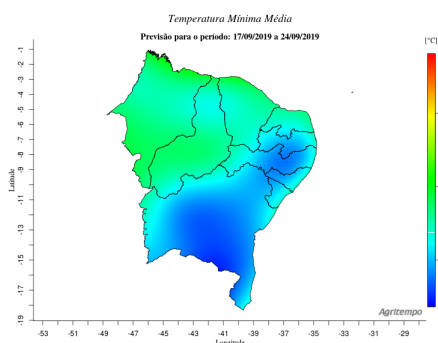 Temperatura Mínima Média
Previsão para o período: 17/09/2019 a 24/09/2019
[°C]
Latitude
-1
-2
-3
-4
-5
-6
-7
-8
-9
-11
-13
-15
-17
-19
-53 -51 -49 -47 -45 -43 -41 -39 -37 -35 -33 -31 -29
Longitude
Agritempo